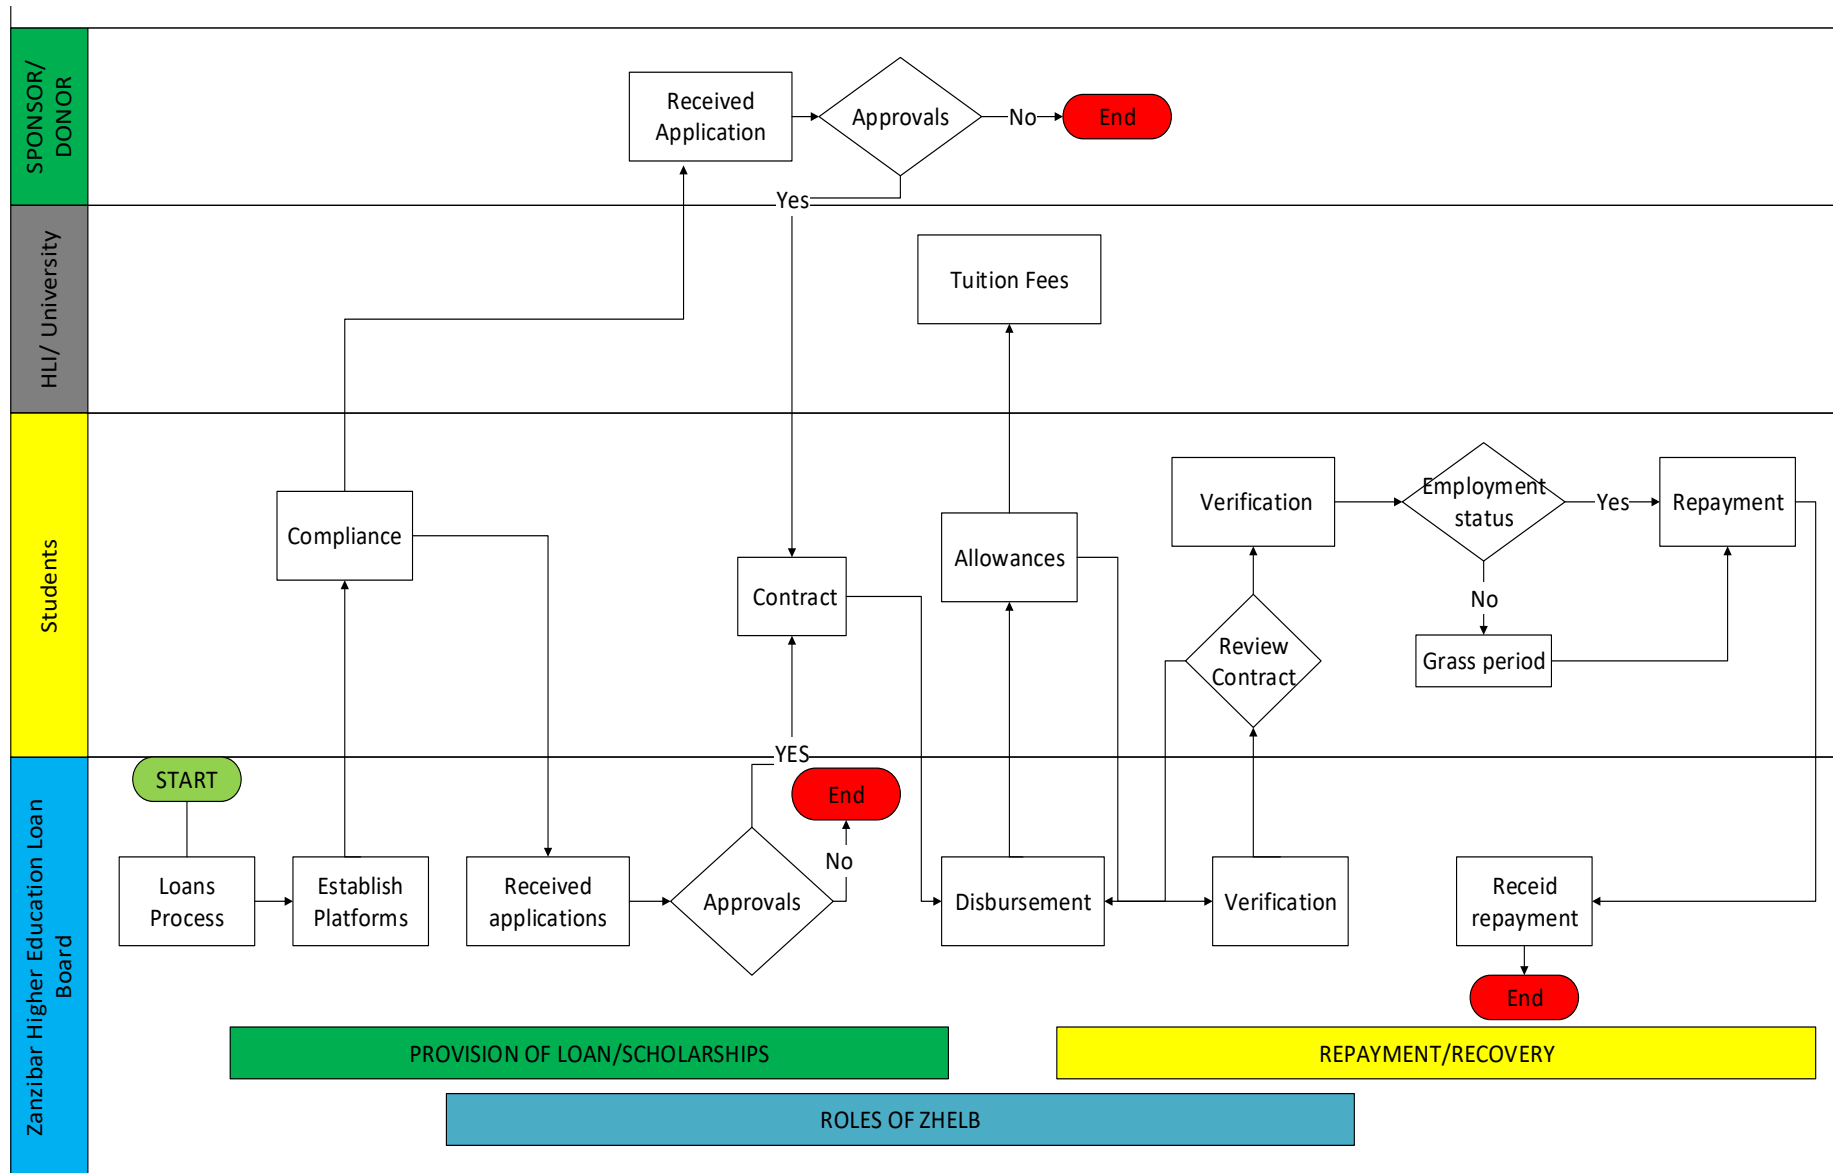 SPONSOR/
DONOR
Received
Application
Approvals
No
End
Yes
HLI/ University
Tuition Fees
Students
Compliance
Contract
Allowances
Verification
Employment
status
Yes
Repayment
No
Grass period
Review
Contract
YES
Zanzibar Higher Education Loan
Board
START
Loans
Process
Establish
Platforms
Received
applications
Approvals
No
End
Disbursement
Verification
Receid
repayment
End
PROVISION OF LOAN/SCHOLARSHIPS
REPAYMENT/RECOVERY
ROLES OF ZHELB